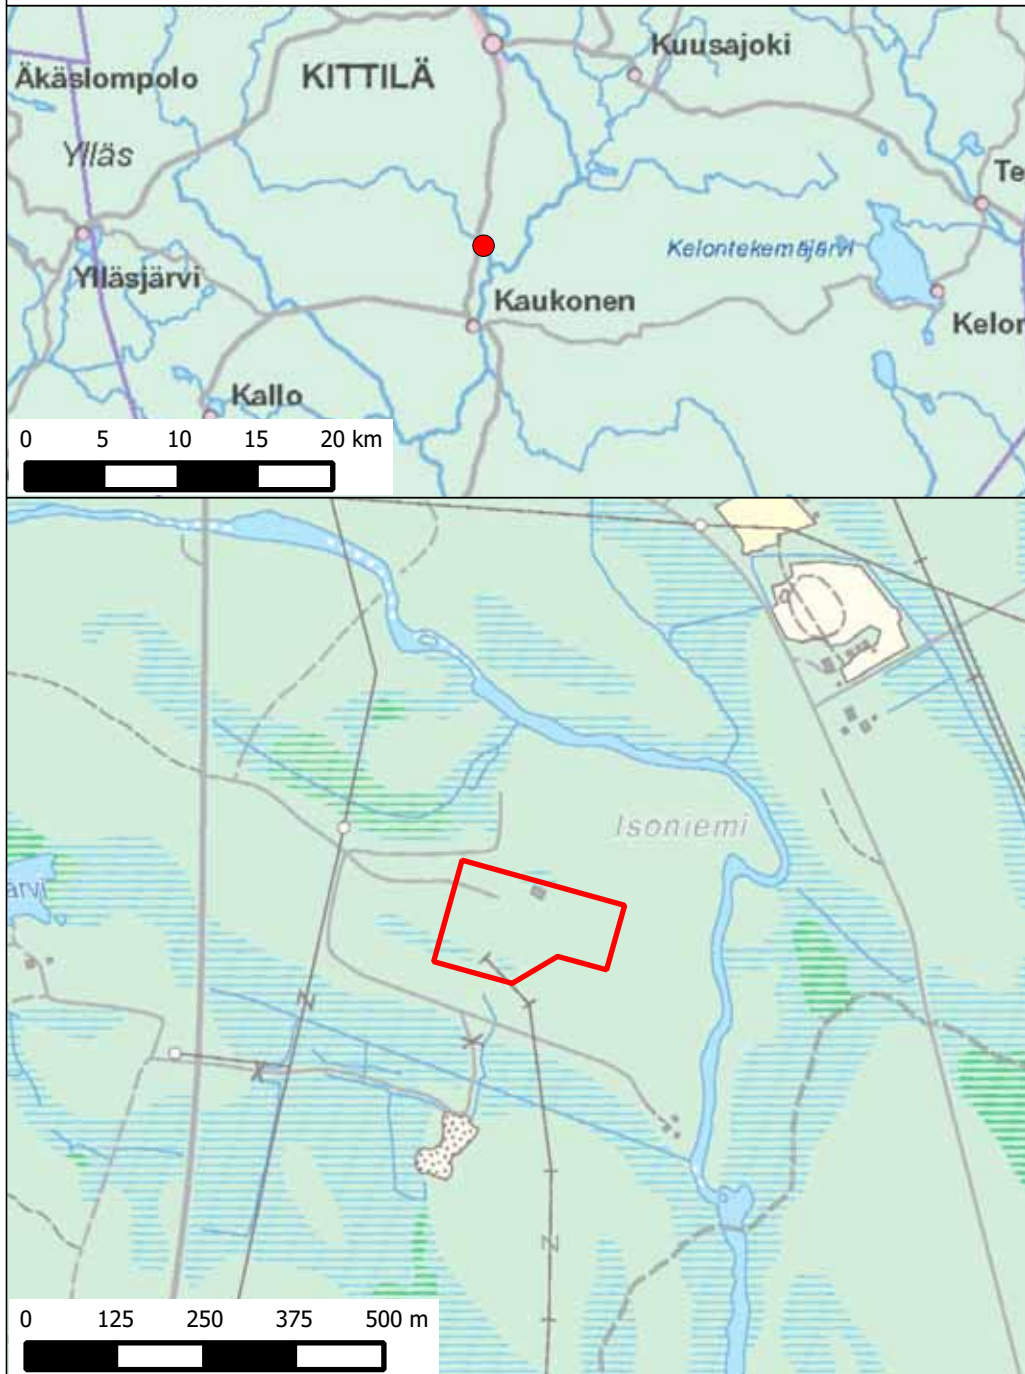 Kuusajoki
Äkäslompolo
KITTILÄ
Ylläs
Te
Kelontekemäjärvi
Ylläsjärvi
Kaukonen
Kelor
Kallo
0 5 10 15 20 km
Isoniemi
ärvi
Z
Z
0 125 250 375 500 m